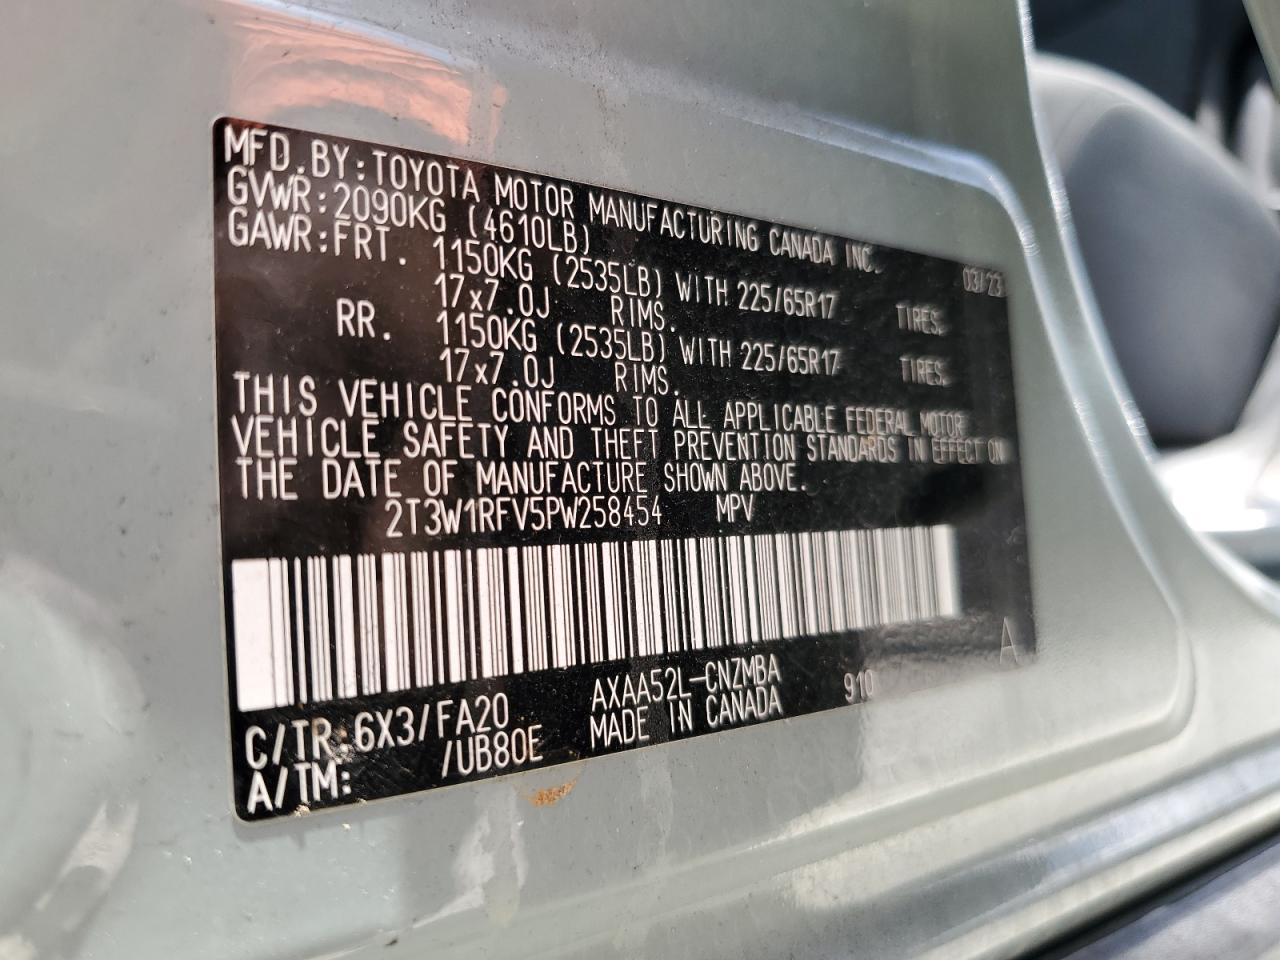 MFD.BY:TOYOTA MOTOR MANUFACTURING CANADA INC.
GVWR:2090KG (4610LB) 03/23
GAWR:FRT. 1150KG (2535LB) WITH 225/65R17 TIRES,
17x7.0J RIMS.
RR. 1150KG (2535LB) WITH 225/65R17 TIRES,
17x7.0J RIMS.
THIS VEHICLE CONFORMS TO ALL APPLICABLE FEDERAL MOTOR
VEHICLE SAFETY AND THEFT PREVENTION STANDARDS IN EFFECT ON
THE DATE OF MANUFACTURE SHOWN ABOVE.
2T3W1RFV5PW258454 MPV
C/TR:6X3/FA20 AXAA52L-CNZMBA 910 A
A/TM: /UB80E MADE IN CANADA